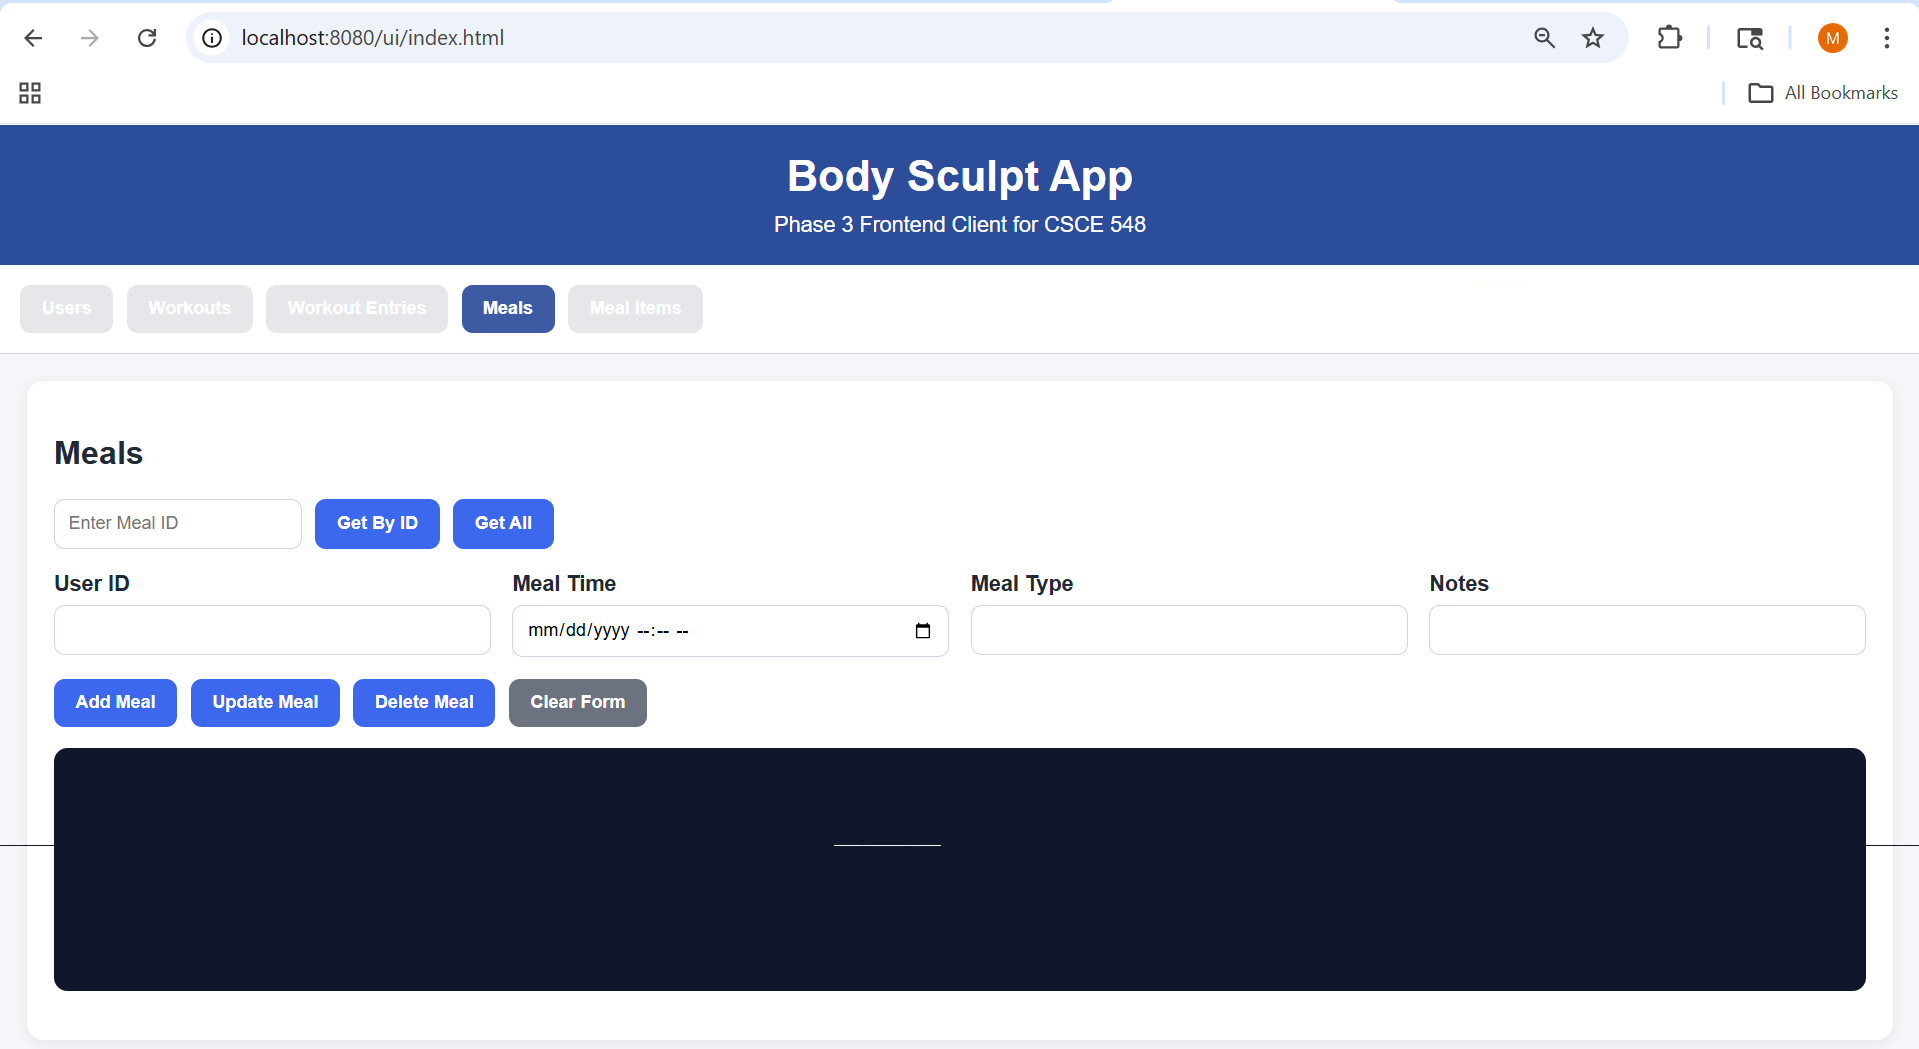 localhost:8080/ui/index.html
M
All Bookmarks
Body Sculpt App
Phase 3 Frontend Client for CSCE 548
Users Workouts Workout Entries Meals Meal Items
Meals
Enter Meal ID Get By ID Get All
User ID Meal Time Meal Type Notes
mm/dd/yyyy --:-- --
Add Meal Update Meal Delete Meal Clear Form